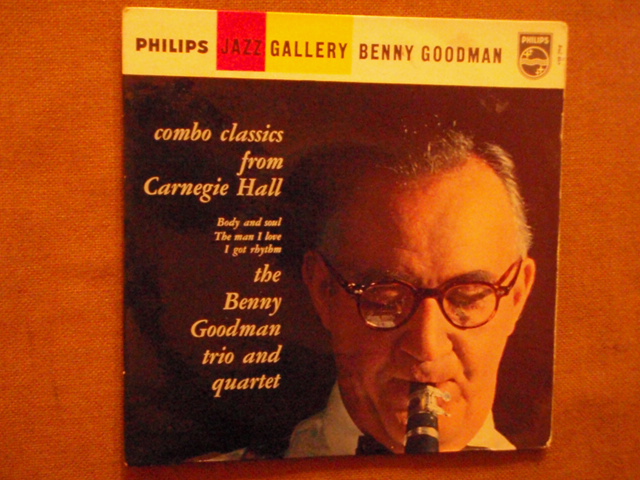 PHILIPS JAZZ GALLERY BENNY GOODMAN
PHILIPS
combo classics
from
Carnegie Hall
Body and soul
The man I love
I got rhythm
the
Benny
Goodman
trio and
quartet